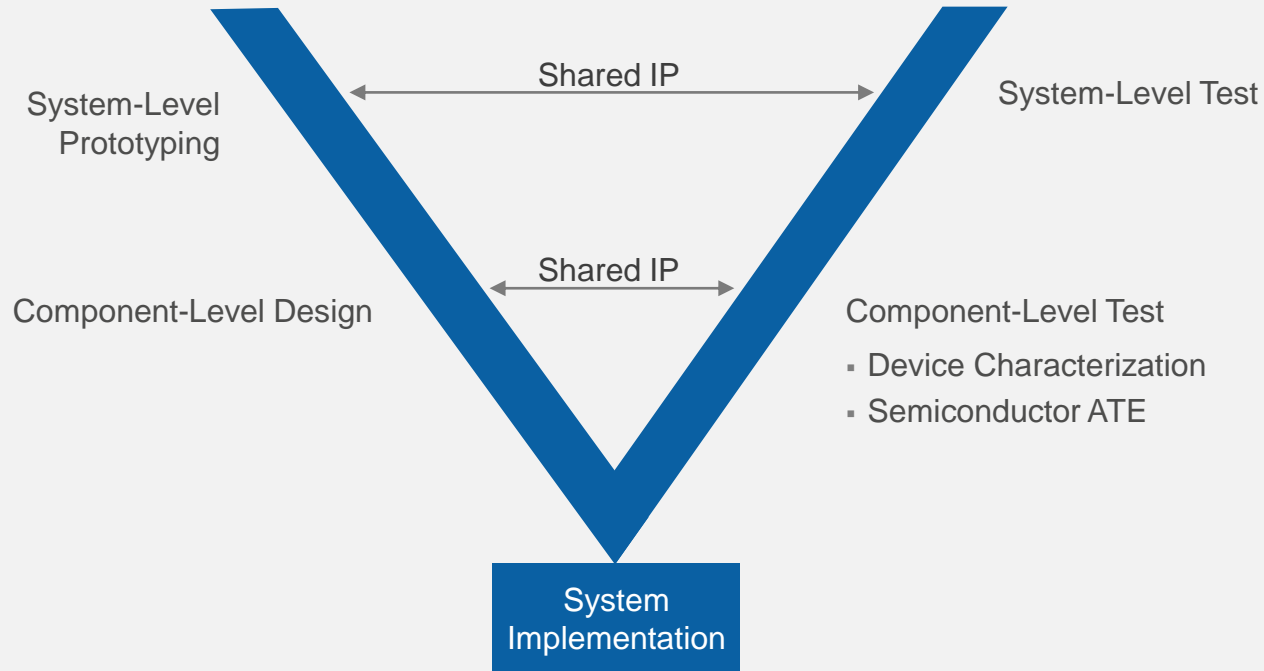 Shared IP
System-Level
Prototyping
System-Level Test
Shared IP
Component-Level Design
Component-Level Test
▪ Device Characterization
▪ Semiconductor ATE
System
Implementation